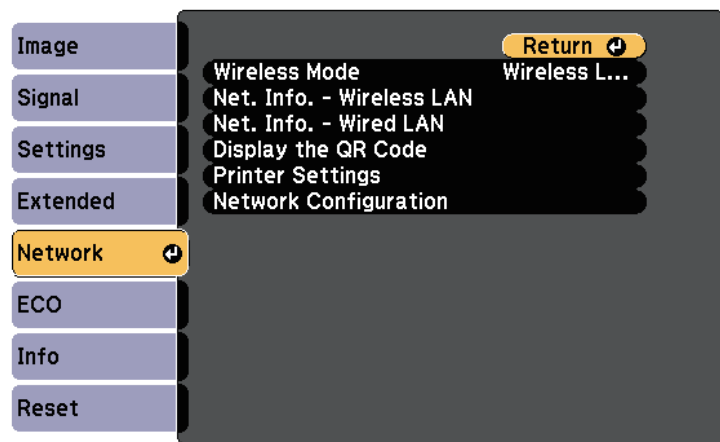 Image
Signal
Settings
Extended
Network
ECO
Info
Reset
Return
Wireless Mode Wireless L...
Net. Info. - Wireless LAN
Net. Info. - Wired LAN
Display the QR Code
Printer Settings
Network Configuration